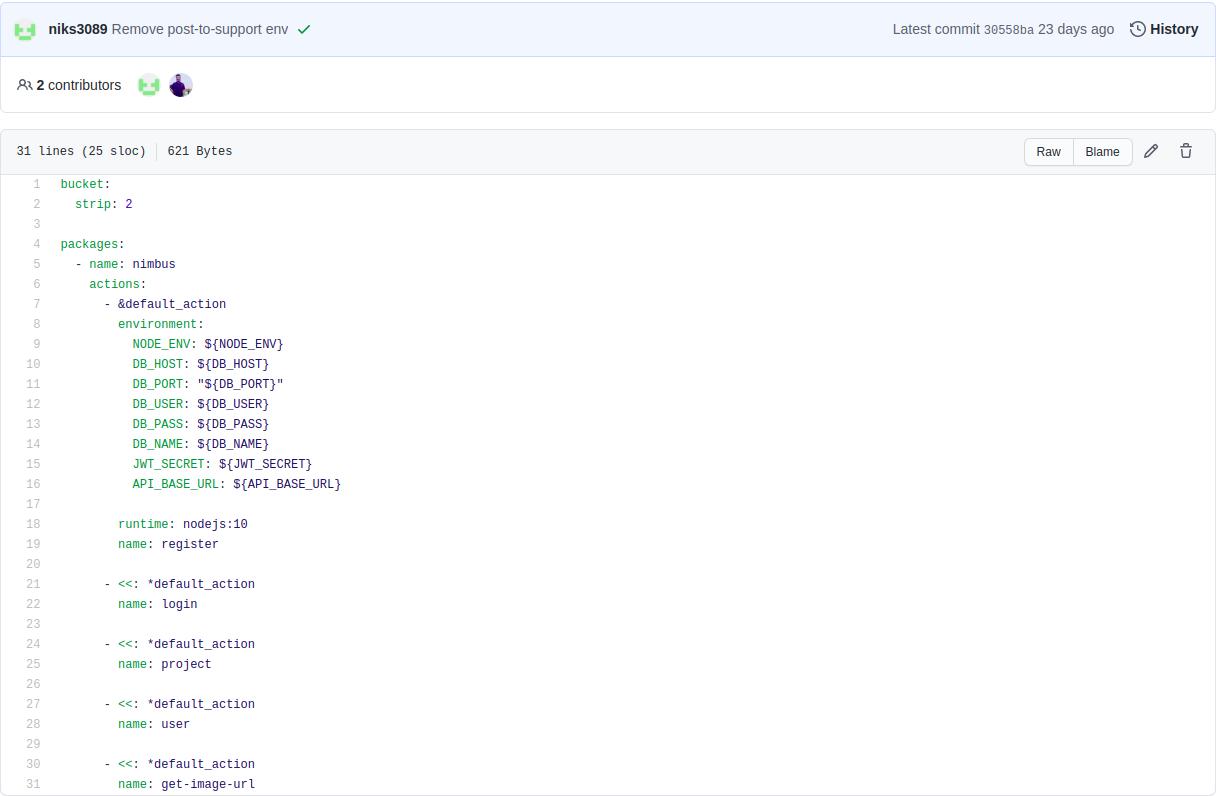 niks3089 Remove post-to-support env Latest commit 30558ba 23 days ago History
2 contributors
31 lines (25 sloc) 621 Bytes Raw Blame
1 bucket:
2   strip: 2
3
4 packages:
5   - name: nimbus
6     actions:
7       - &default_action
8         environment:
9           NODE_ENV: ${NODE_ENV}
10           DB_HOST: ${DB_HOST}
11           DB_PORT: "${DB_PORT}"
12           DB_USER: ${DB_USER}
13           DB_PASS: ${DB_PASS}
14           DB_NAME: ${DB_NAME}
15           JWT_SECRET: ${JWT_SECRET}
16           API_BASE_URL: ${API_BASE_URL}
17
18         runtime: nodejs:10
19         name: register
20
21       - <<: *default_action
22         name: login
23
24       - <<: *default_action
25         name: project
26
27       - <<: *default_action
28         name: user
29
30       - <<: *default_action
31         name: get-image-url